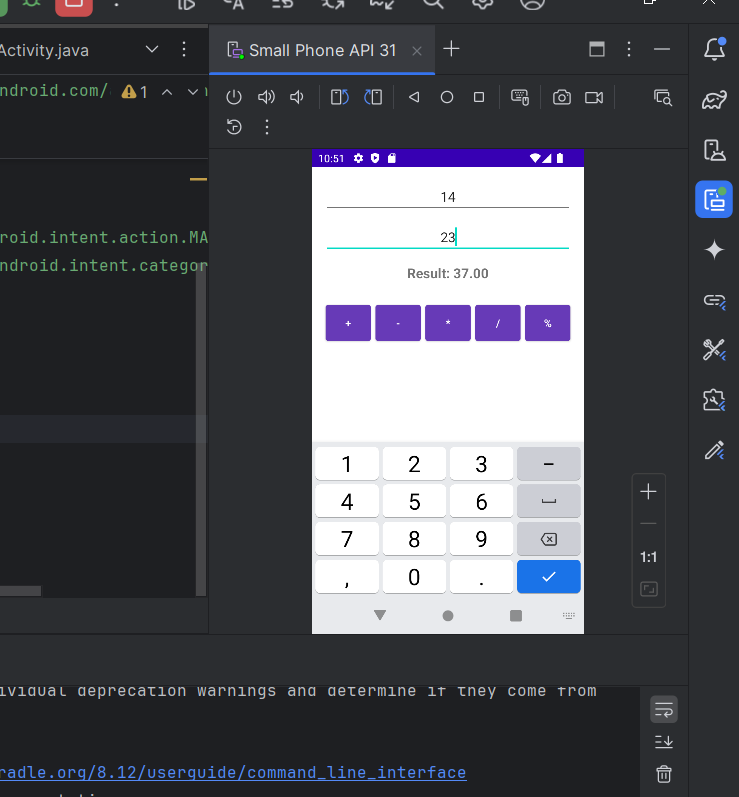 Activity.java
Small Phone API 31
ndroid.com/
1
10:51
14
23
Result: 37.00
+ - * / %
roid.intent.action.MA
ndroid.intent.categor
1 2 3 −
4 5 6
7 8 9
, 0 .
1:1
ividual deprecation warnings and determine if they come from
radle.org/8.12/userguide/command_line_interface